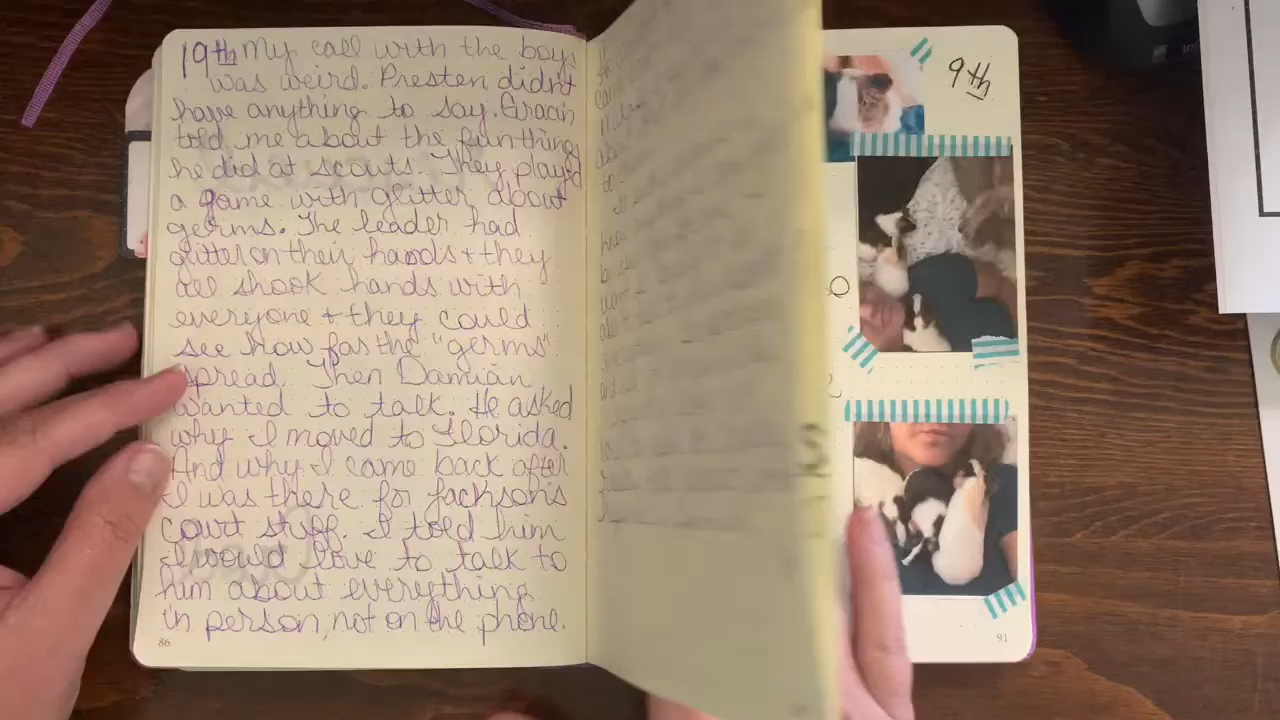 19th My call with the boys
was weird. Presten didn't
have anything to say. Gracin
told me about the fun things
he did at scouts. They played
a game with glitter about
germs. The leader had
glitter on their hands + they
all shook hands with
everyone + they could
see how fas the "germs"
spread. Then Damian
wanted to talk. He asked
why I moved to Florida.
And why I came back after
I was there for Jackson's
court stuff. I told him
I would love to talk to
him about everything
in person, not on the phone.
86
9th
91